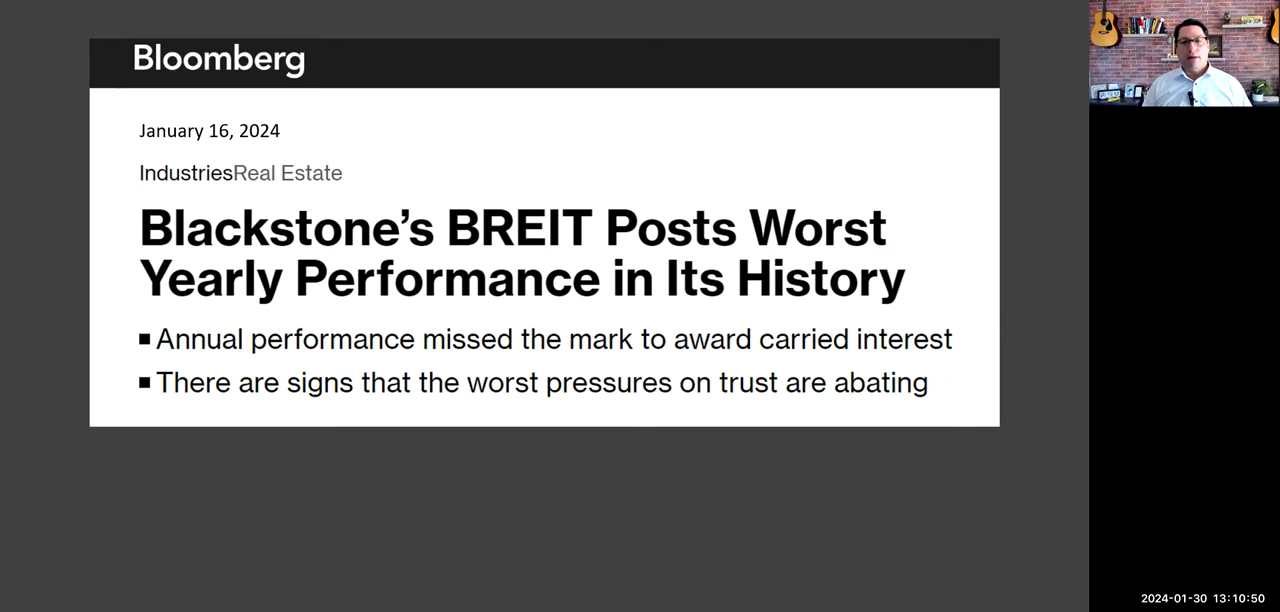 Bloomberg
January 16, 2024
IndustriesReal Estate
Blackstone’s BREIT Posts Worst
Yearly Performance in Its History
■ Annual performance missed the mark to award carried interest
■ There are signs that the worst pressures on trust are abating
2024-01-30 13:10:50